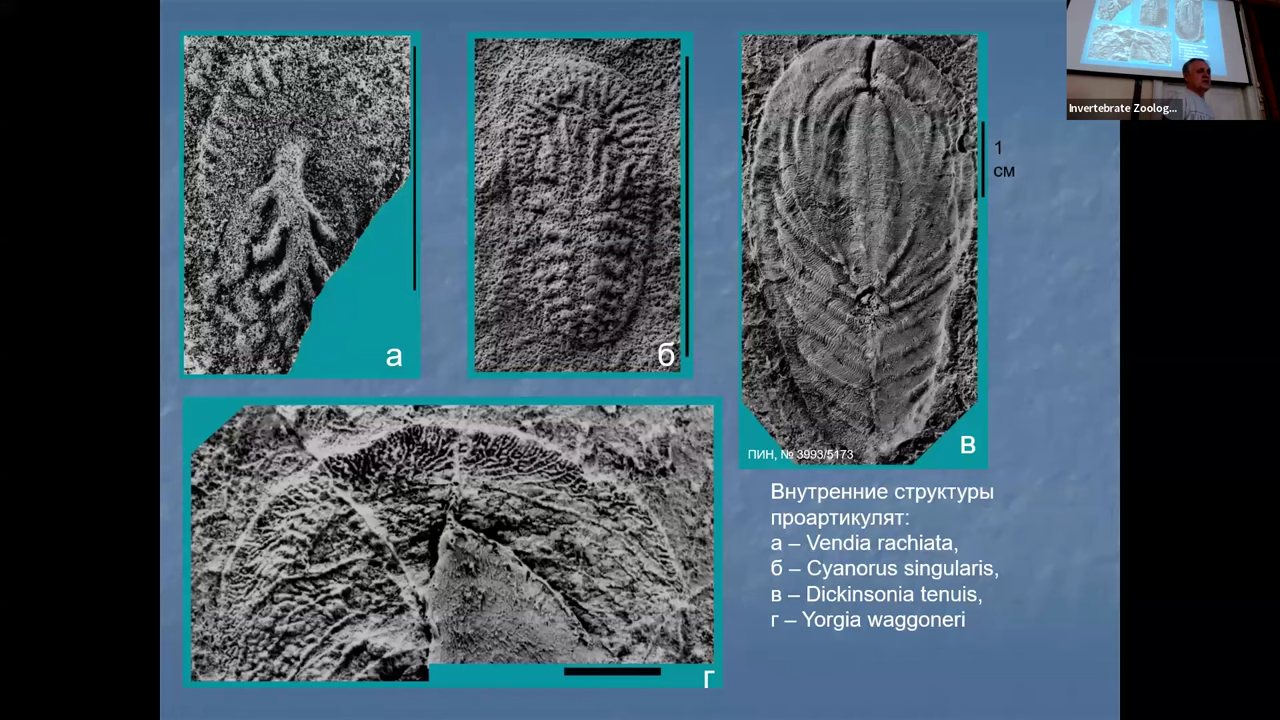 а
б
1
см
ПИН, № 3993/5173
в
г
Внутренние структуры
проартикулят:
а – Vendia rachiata,
б – Cyanorus singularis,
в – Dickinsonia tenuis,
г – Yorgia waggoneri
Invertebrate Zoolog...